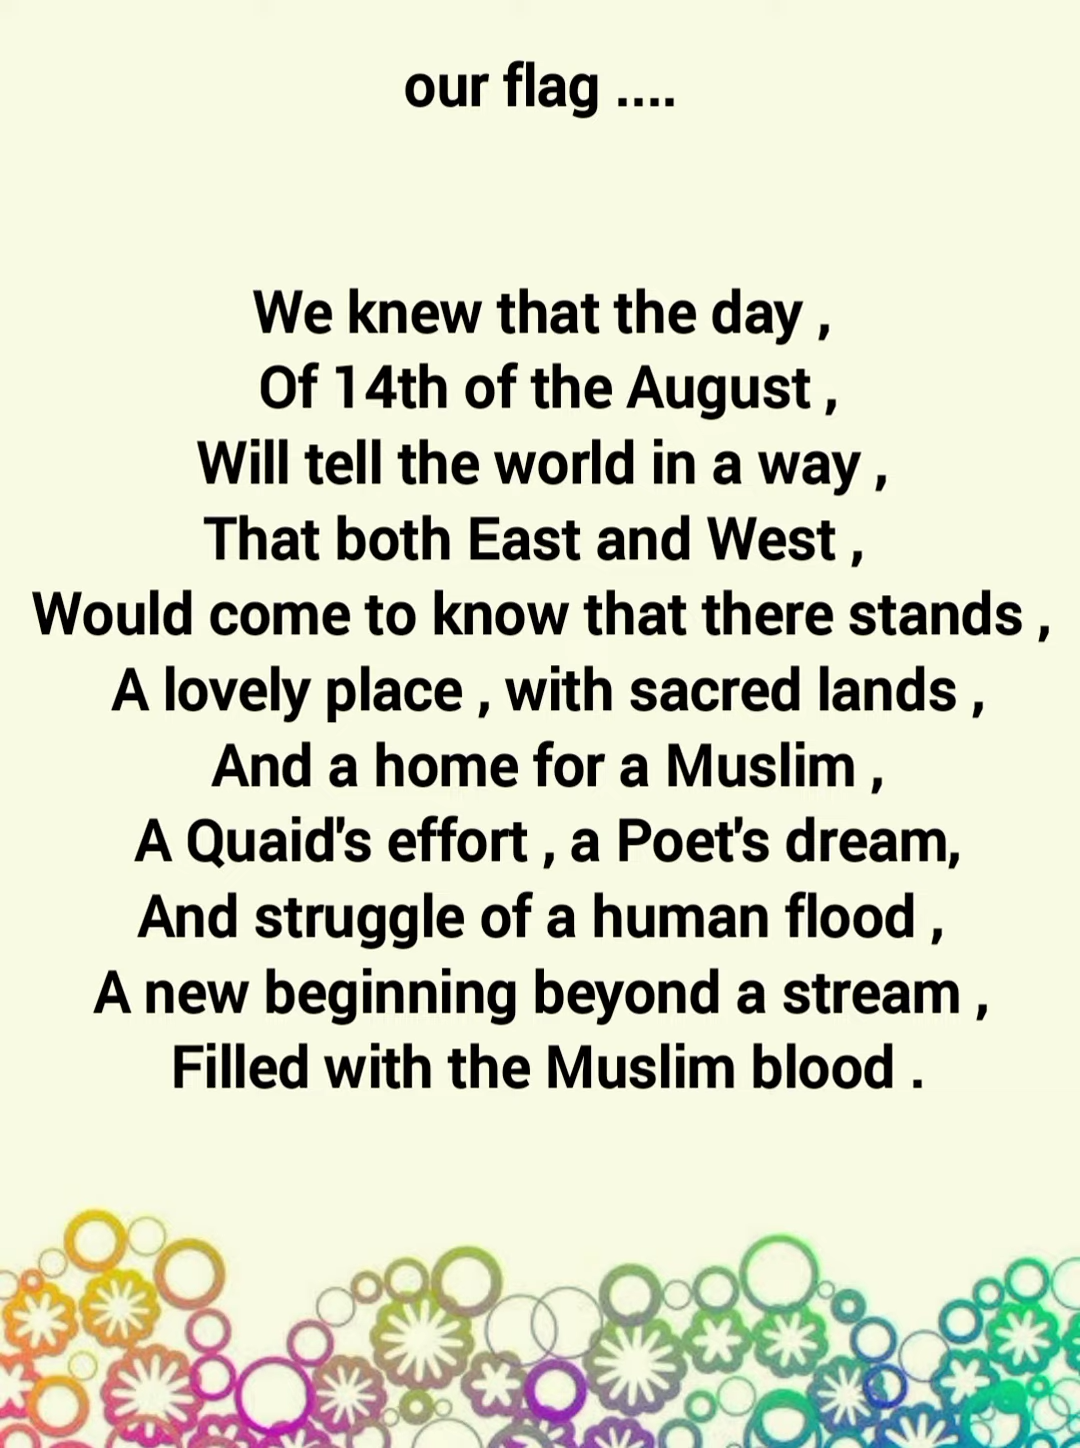 our flag ....
We knew that the day ,
Of 14th of the August ,
Will tell the world in a way ,
That both East and West ,
Would come to know that there stands ,
A lovely place , with sacred lands ,
And a home for a Muslim ,
A Quaid's effort , a Poet's dream,
And struggle of a human flood ,
A new beginning beyond a stream ,
Filled with the Muslim blood .